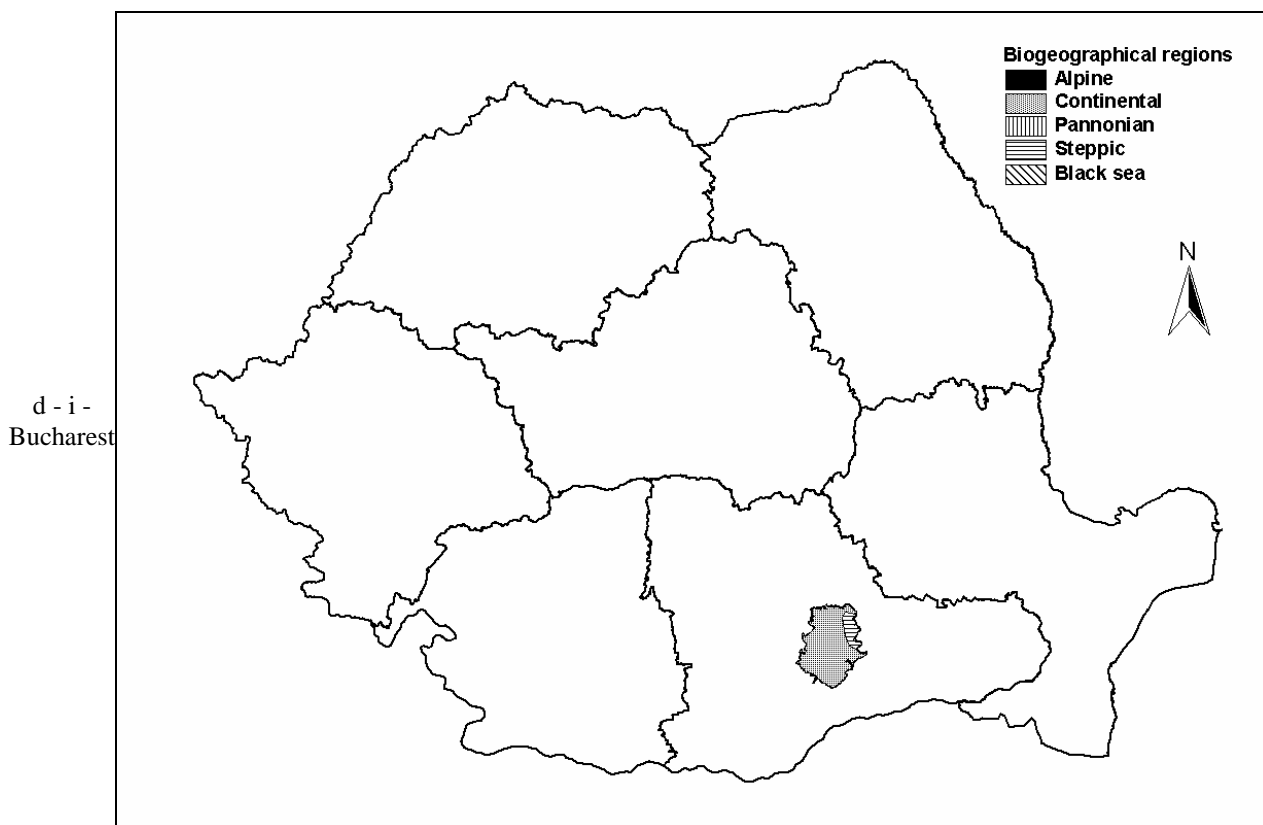 d - i -
Bucharest
Biogeographical regions
Alpine
Continental
Pannonian
Steppic
Black sea
N